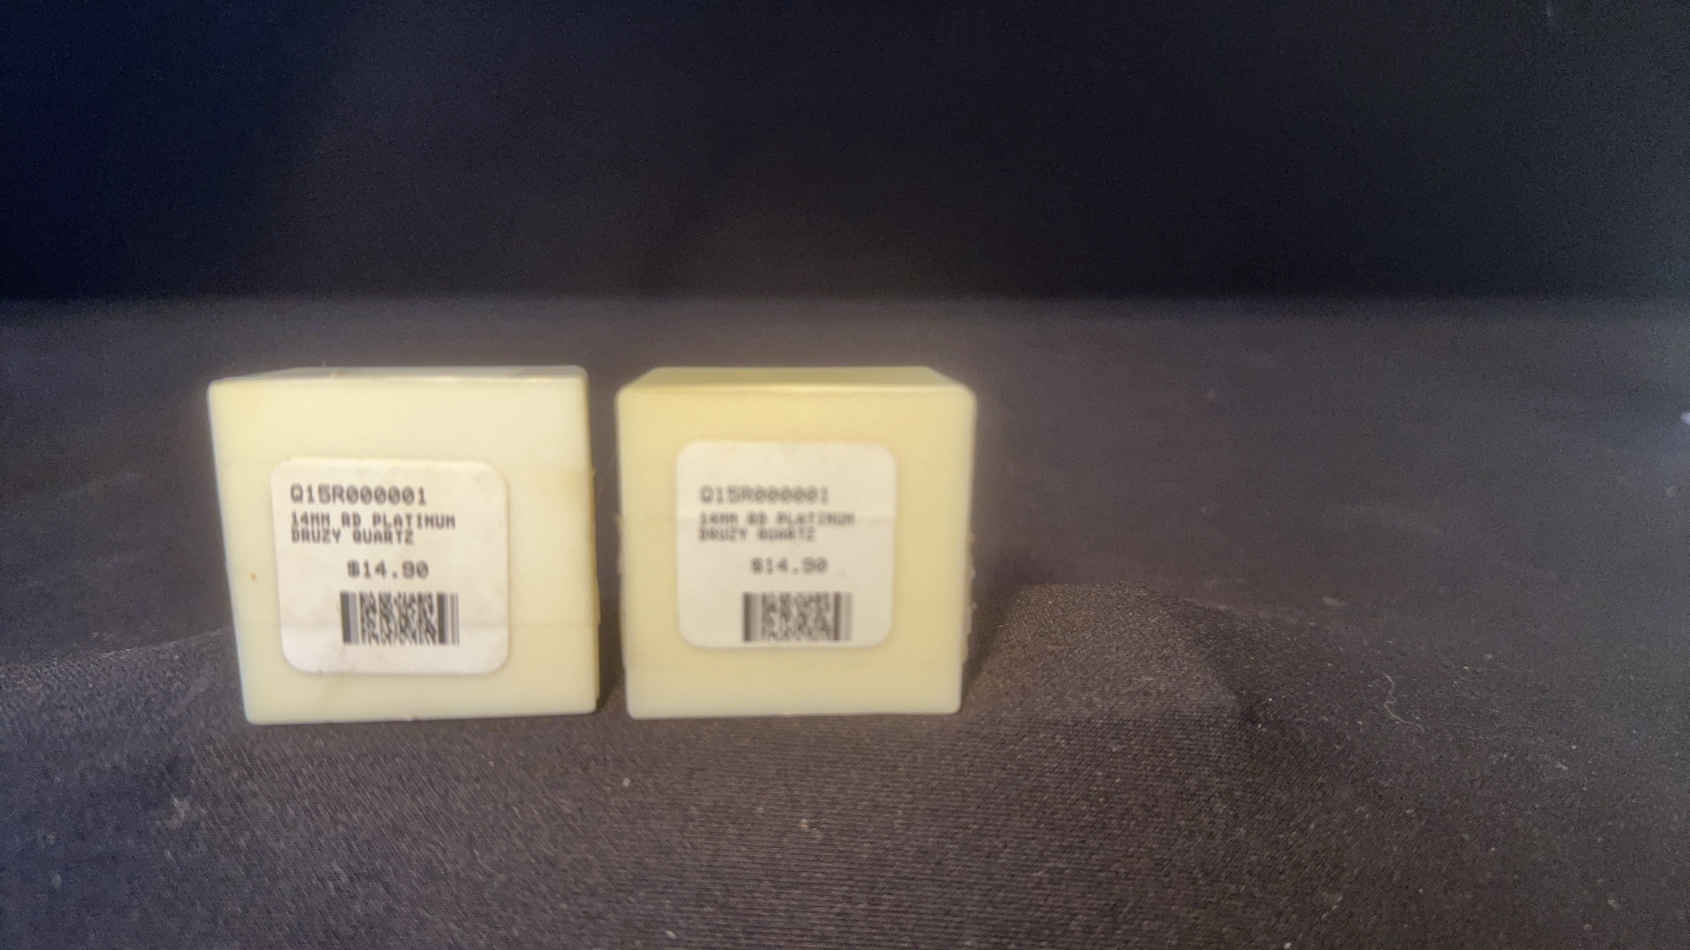 Q15R000001
14MM RD PLATINUM
DRUZY QUARTZ
$14.90
Q15R000001
14MM RD PLATINUM
DRUZY QUARTZ
$14.90